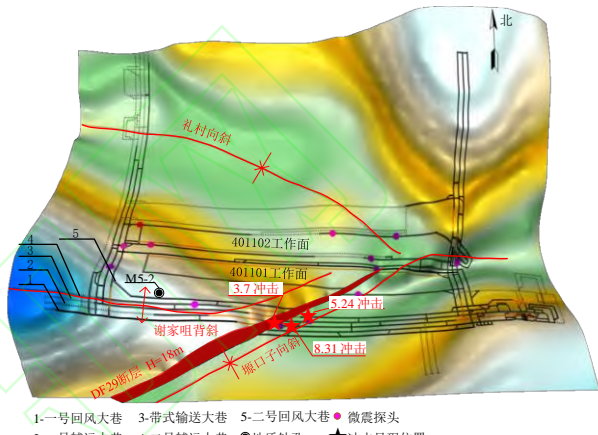 北
礼村向斜
4
3
2
1
5
M5-2
401102工作面
401101工作面
3.7 冲击
5.24 冲击
8.31 冲击
谢家咀背斜
塬口子向斜
DF29断层 H=18m
1-一号回风大巷 3-带式输送大巷 5-二号回风大巷 微震探头